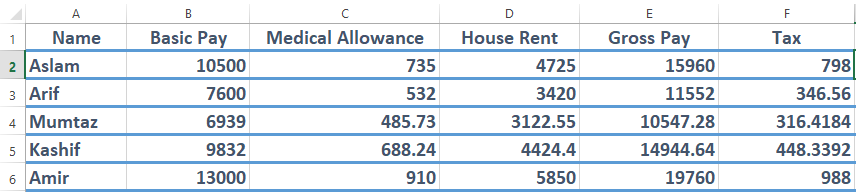 A B C D E F
1 Name Basic Pay Medical Allowance House Rent Gross Pay Tax
2 Aslam 10500 735 4725 15960 798
3 Arif 7600 532 3420 11552 346.56
4 Mumtaz 6939 485.73 3122.55 10547.28 316.4184
5 Kashif 9832 688.24 4424.4 14944.64 448.3392
6 Amir 13000 910 5850 19760 988